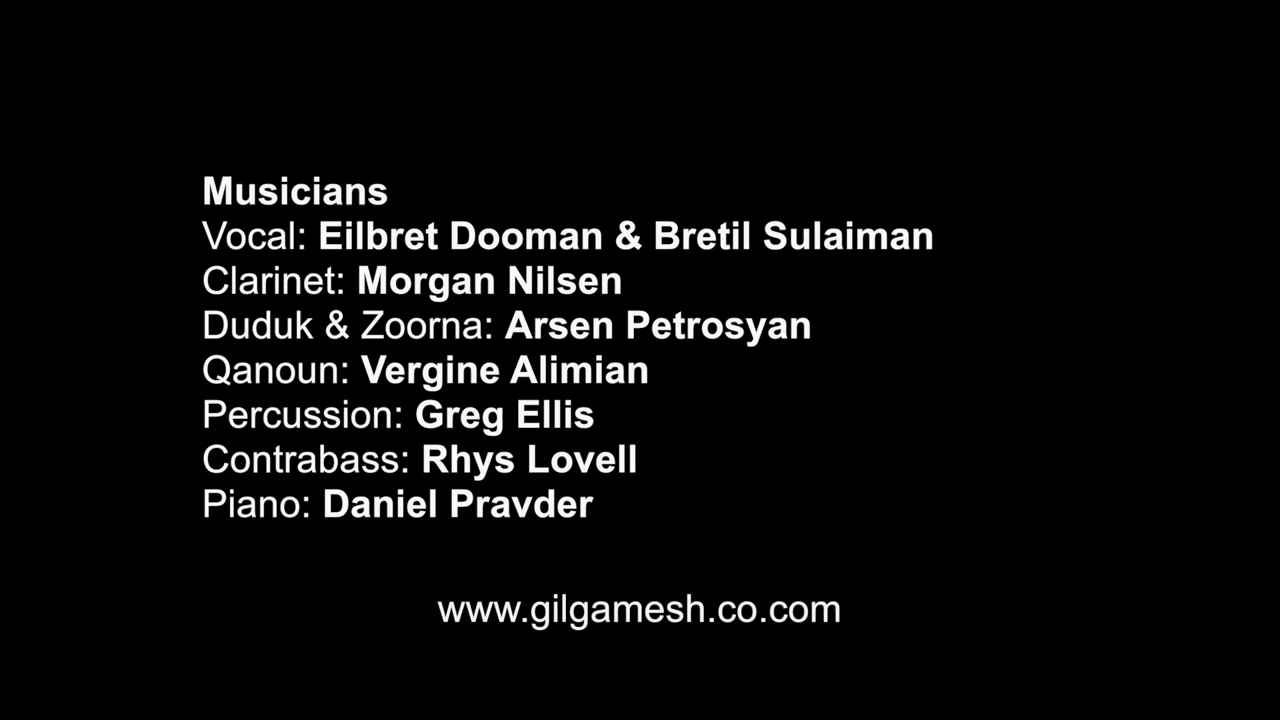 Musicians
Vocal: Eilbret Dooman & Bretil Sulaiman
Clarinet: Morgan Nilsen
Duduk & Zoorna: Arsen Petrosyan
Qanoun: Vergine Alimian
Percussion: Greg Ellis
Contrabass: Rhys Lovell
Piano: Daniel Pravder
www.gilgamesh.co.com